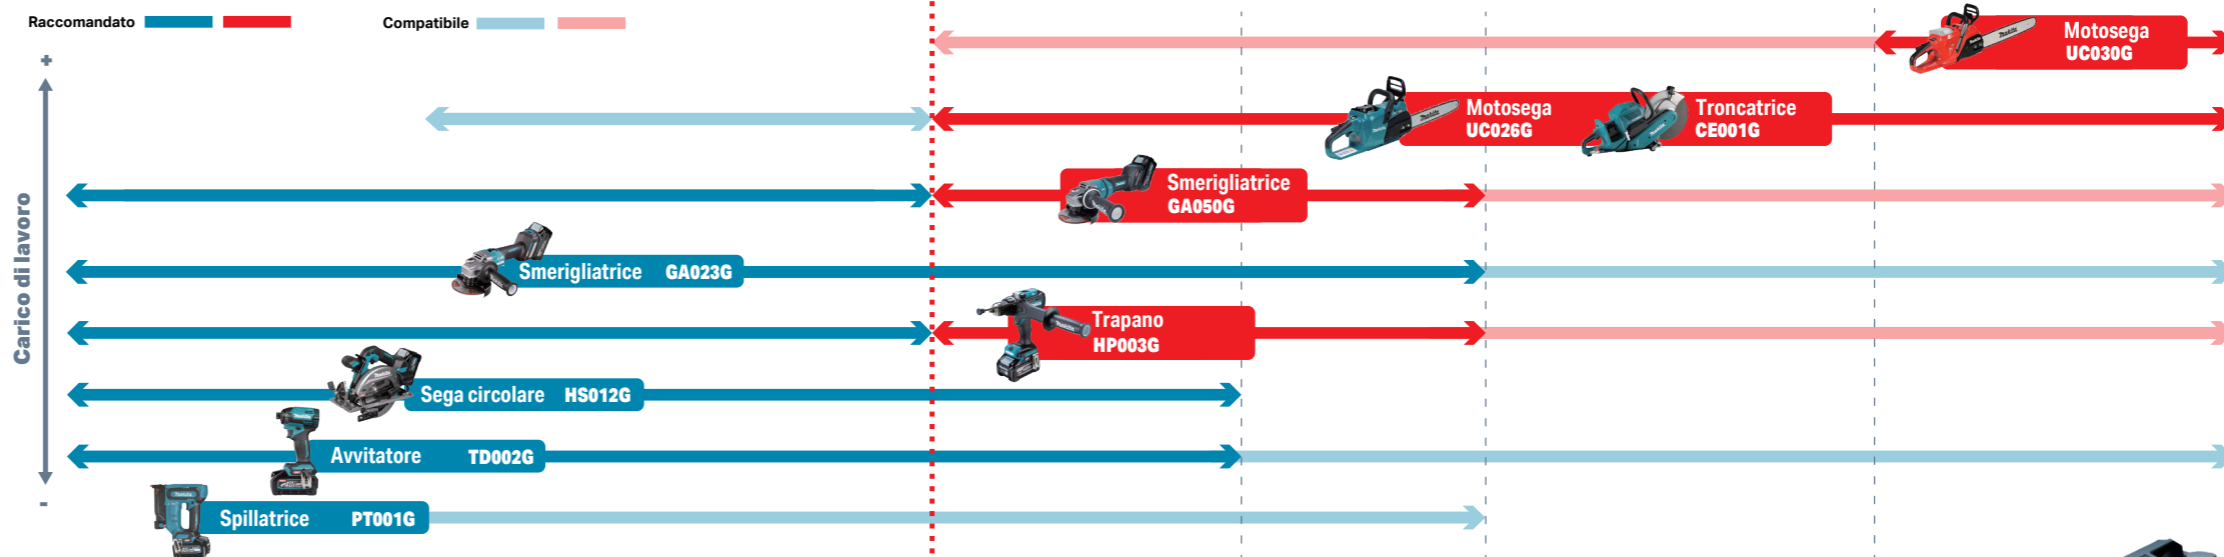 Raccomandato
Compatibile
+
Carico di lavoro
-
Motosega
UC030G
Motosega
UC026G
Troncatrice
CE001G
Smerigliatrice
GA050G
Smerigliatrice GA023G
Trapano
HP003G
Sega circolare HS012G
Avvitatore TD002G
Spillatrice PT001G